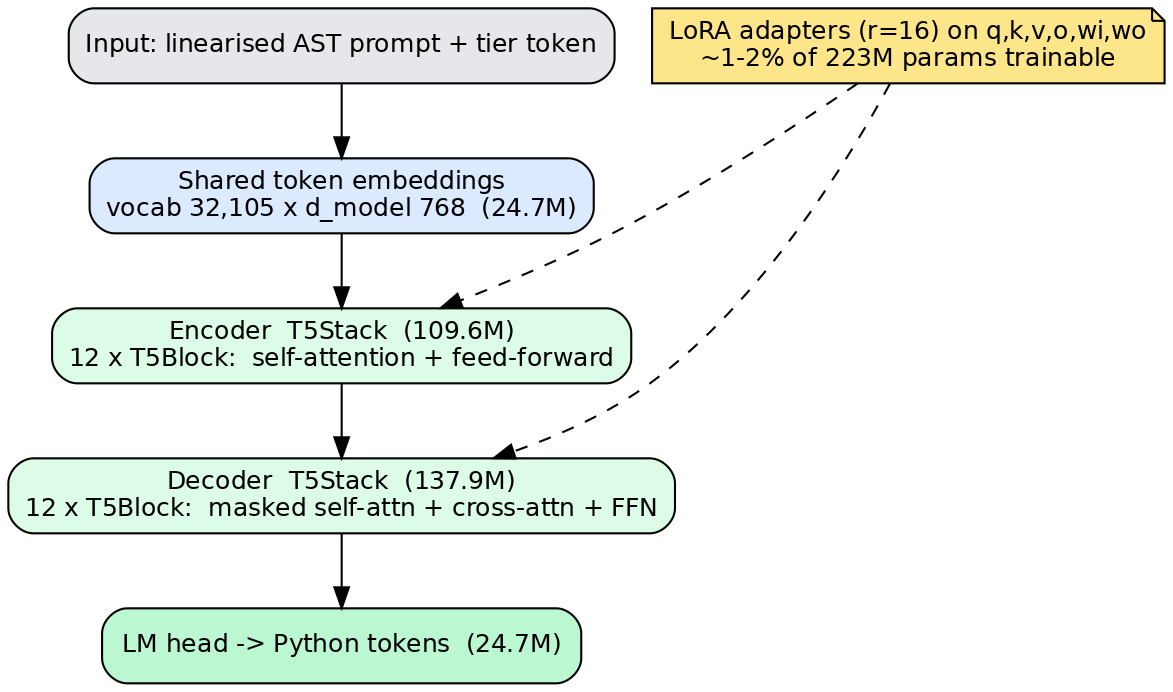 Input: linearised AST prompt + tier token
LoRA adapters (r=16) on q,k,v,o,wi,wo
~1-2% of 223M params trainable
Shared token embeddings
vocab 32,105 x d_model 768  (24.7M)
Encoder  T5Stack  (109.6M)
12 x T5Block:  self-attention + feed-forward
Decoder  T5Stack  (137.9M)
12 x T5Block:  masked self-attn + cross-attn + FFN
LM head -> Python tokens  (24.7M)